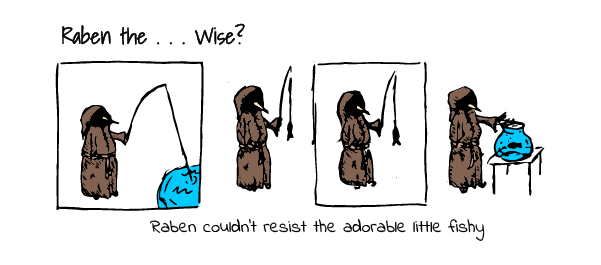 Raben the . . . Wise?
Raben couldn't resist the adorable little fishy